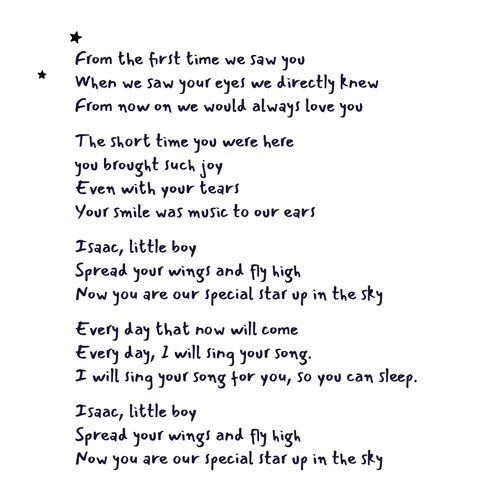 From the first time we saw you
When we saw your eyes we directly knew
From now on we would always love you
The short time you were here
you brought such joy
Even with your tears
Your smile was music to our ears
Isaac, little boy
Spread your wings and fly high
Now you are our special star up in the sky
Every day that now will come
Every day, I will sing your song.
I will sing your song for you, so you can sleep.
Isaac, little boy
Spread your wings and fly high
Now you are our special star up in the sky